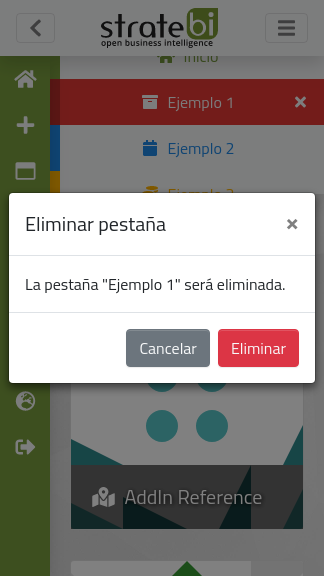 stratebi
open business intelligence
Inicio
Ejemplo 1
Ejemplo 2
Ejemplo 3
Eliminar pestaña
La pestaña "Ejemplo 1" será eliminada.
Cancelar
Eliminar
AddIn Reference